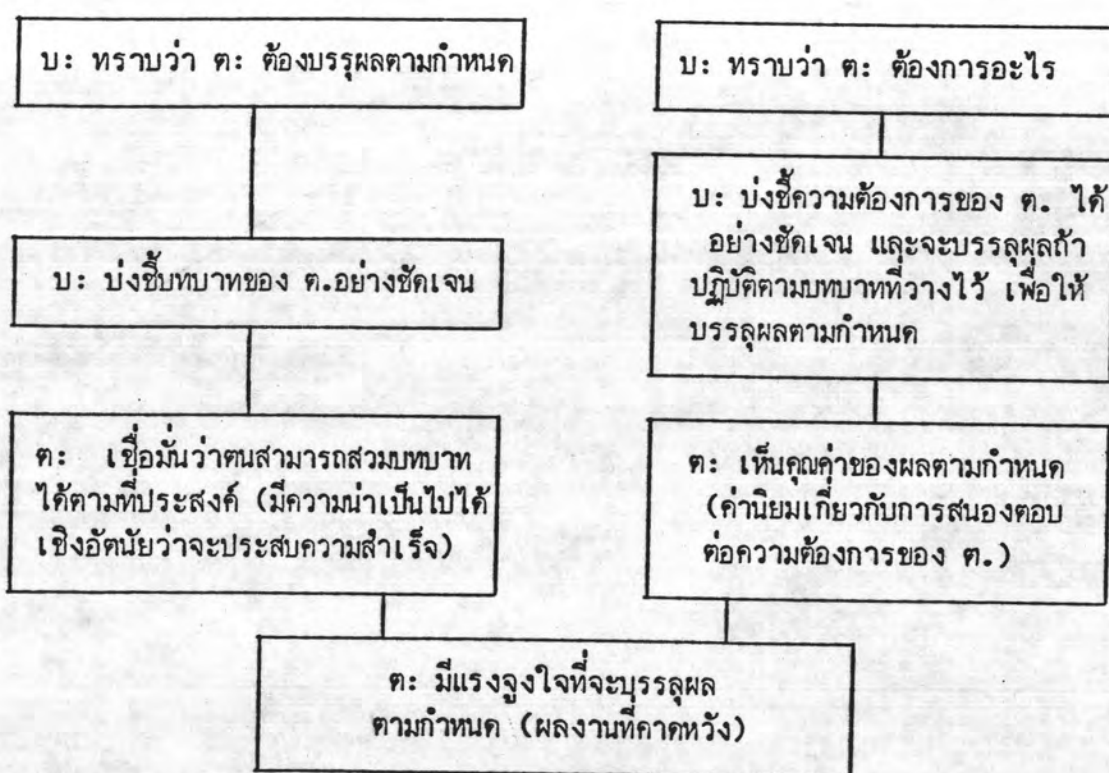 บ: ทราบว่า ต: ต้องบรรุผลตามกำหนด
บ: ทราบว่า ต: ต้องการอะไร
บ: บ่งชี้บทบาทของ ต.อย่างชัดเจน
บ: บ่งชี้ความต้องการของ ต. ได้
อย่างชัดเจน และจะบรรลุผลถ้า
ปฏิบัติตามบทบาทที่วางไว้ เพื่อให้
บรรลุผลตามกำหนด
ต: เชื่อมั่นว่าตนสามารถสวมบทบาท
ได้ตามที่ประสงค์ (มีความน่าเป็นไปได้
เชิงอัตนัยว่าจะประสบความสำเร็จ)
ต: เห็นคุณค่าของผลตามกำหนด
(ค่านิยมเกี่ยวกับการสนองตอบ
ต่อความต้องการของ ต.)
ต: มีแรงจูงใจที่จะบรรลุผล
ตามกำหนด (ผลงานที่คาดหวัง)